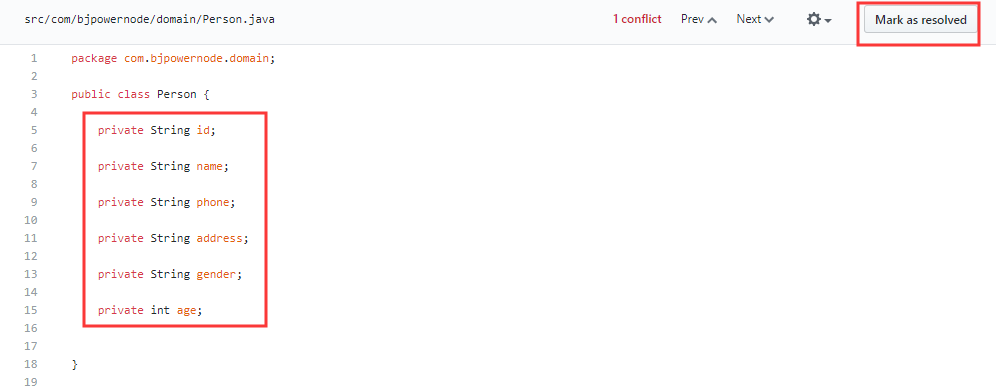 src/com/bjpowernode/domain/Person.java 1 conflict Prev Next Mark as resolved
1 package com.bjpowernode.domain;
2
3 public class Person {
4
5 private String id;
6
7 private String name;
8
9 private String phone;
10
11 private String address;
12
13 private String gender;
14
15 private int age;
16
17
18 }
19